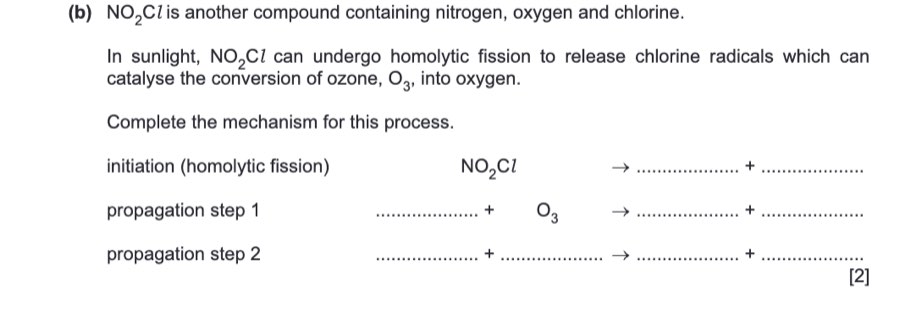 (b) NO₂Cl is another compound containing nitrogen, oxygen and chlorine.
In sunlight, NO₂Cl can undergo homolytic fission to release chlorine radicals which can
catalyse the conversion of ozone, O₃, into oxygen.
Complete the mechanism for this process.
initiation (homolytic fission) NO₂Cl → .................... + ....................
propagation step 1 .................... + O₃ → .................... + ....................
propagation step 2 .................... + .................... → .................... + ....................
[2]